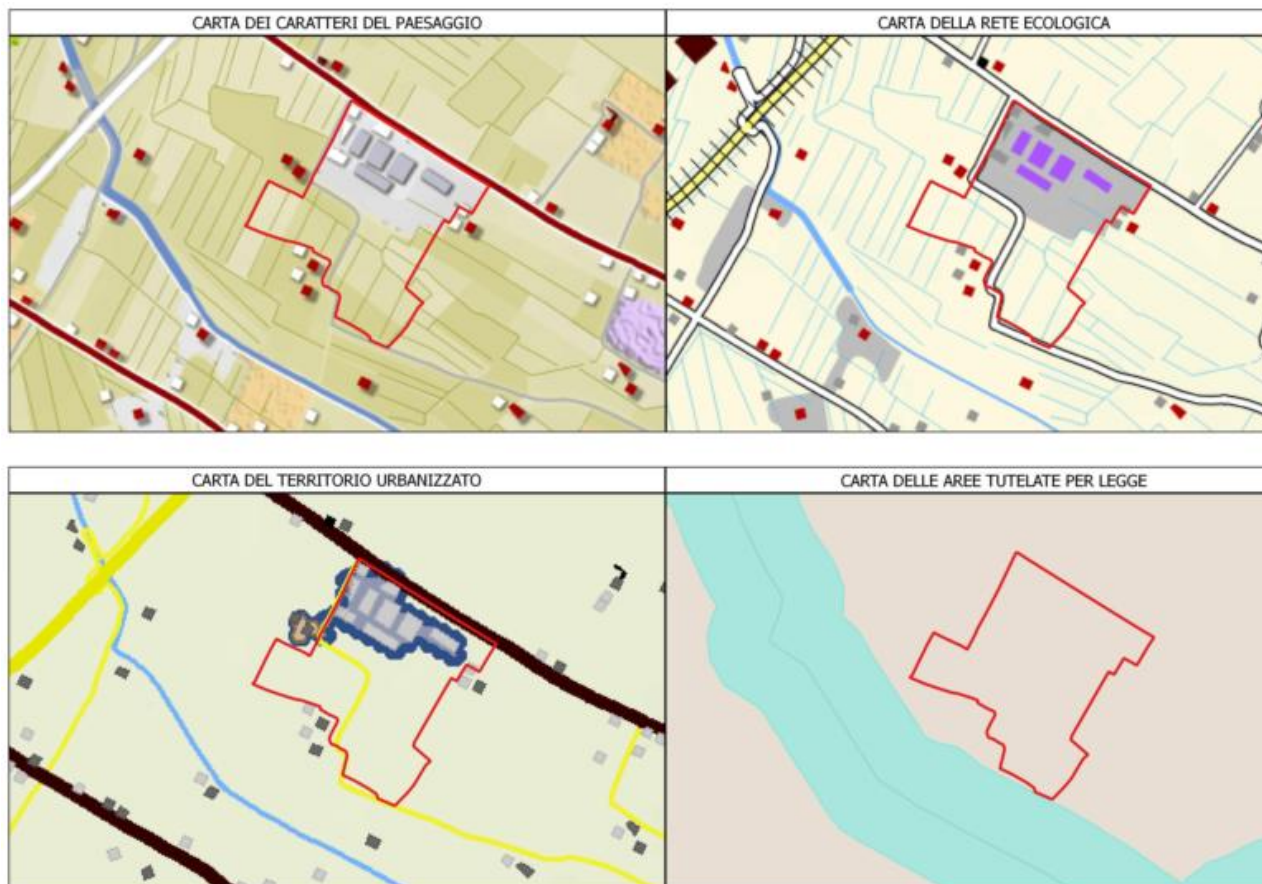 CARTA DEI CARATTERI DEL PAESAGGIO
CARTA DELLA RETE ECOLOGICA
CARTA DEL TERRITORIO URBANIZZATO
CARTA DELLE AREE TUTELATE PER LEGGE